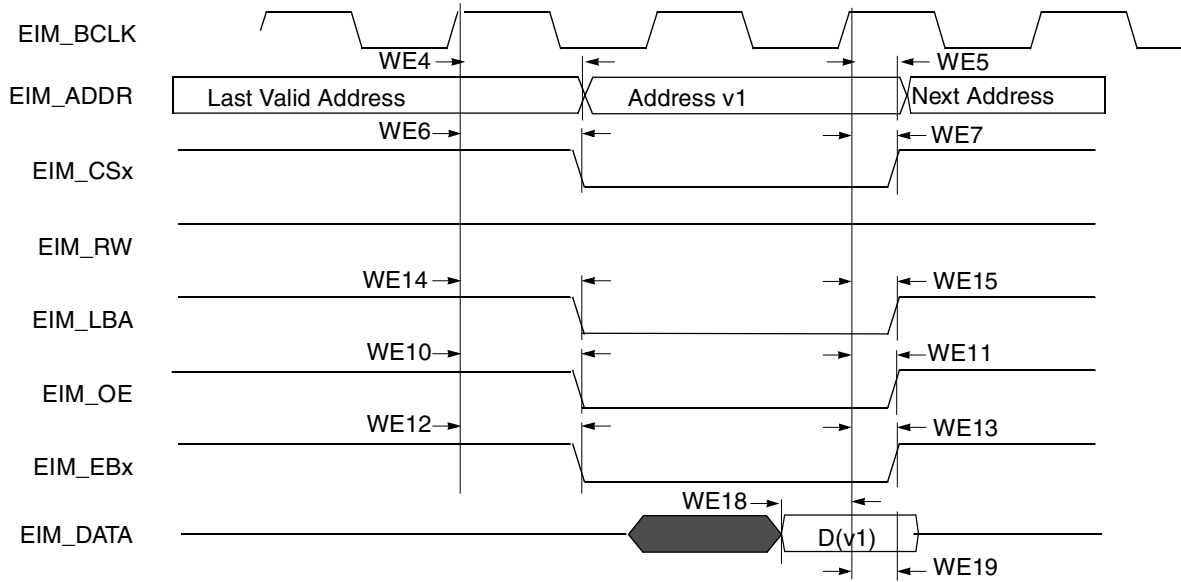 EIM_BCLK
WE4
WE5
EIM_ADDR
Last Valid Address
Address v1
Next Address
WE6
WE7
EIM_CSx
EIM_RW
WE14
WE15
EIM_LBA
WE10
WE11
EIM_OE
WE12
WE13
EIM_EBx
WE18
EIM_DATA
D(v1)
WE19